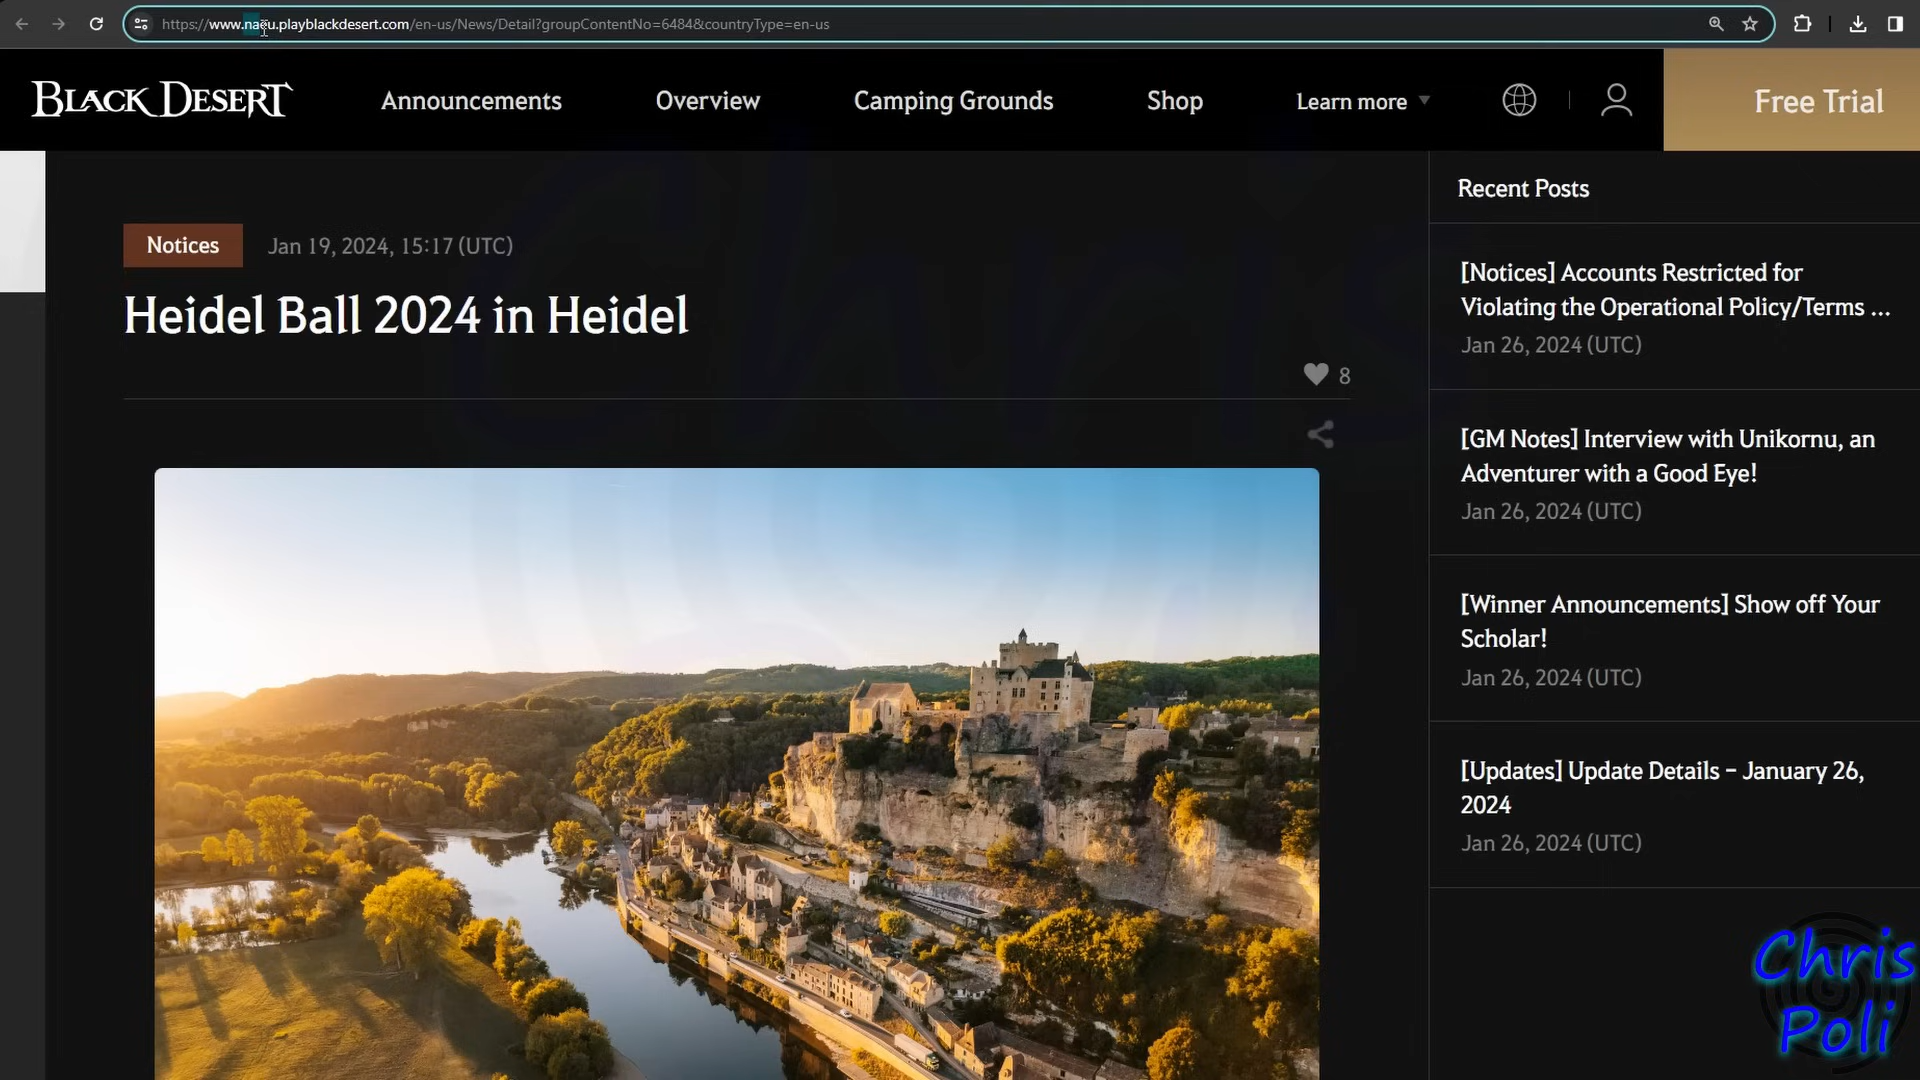 https://www.naeu.playblackdesert.com/en-us/News/Detail?groupContentNo=6484&countryType=en-us
BLACK DESERT
Announcements
Overview
Camping Grounds
Shop
Learn more
Free Trial
Notices
Jan 19, 2024, 15:17 (UTC)
Heidel Ball 2024 in Heidel
8
Recent Posts
[Notices] Accounts Restricted for
Violating the Operational Policy/Terms ...
Jan 26, 2024 (UTC)
[GM Notes] Interview with Unikornu, an
Adventurer with a Good Eye!
Jan 26, 2024 (UTC)
[Winner Announcements] Show off Your
Scholar!
Jan 26, 2024 (UTC)
[Updates] Update Details – January 26,
2024
Jan 26, 2024 (UTC)
Chris
Poli